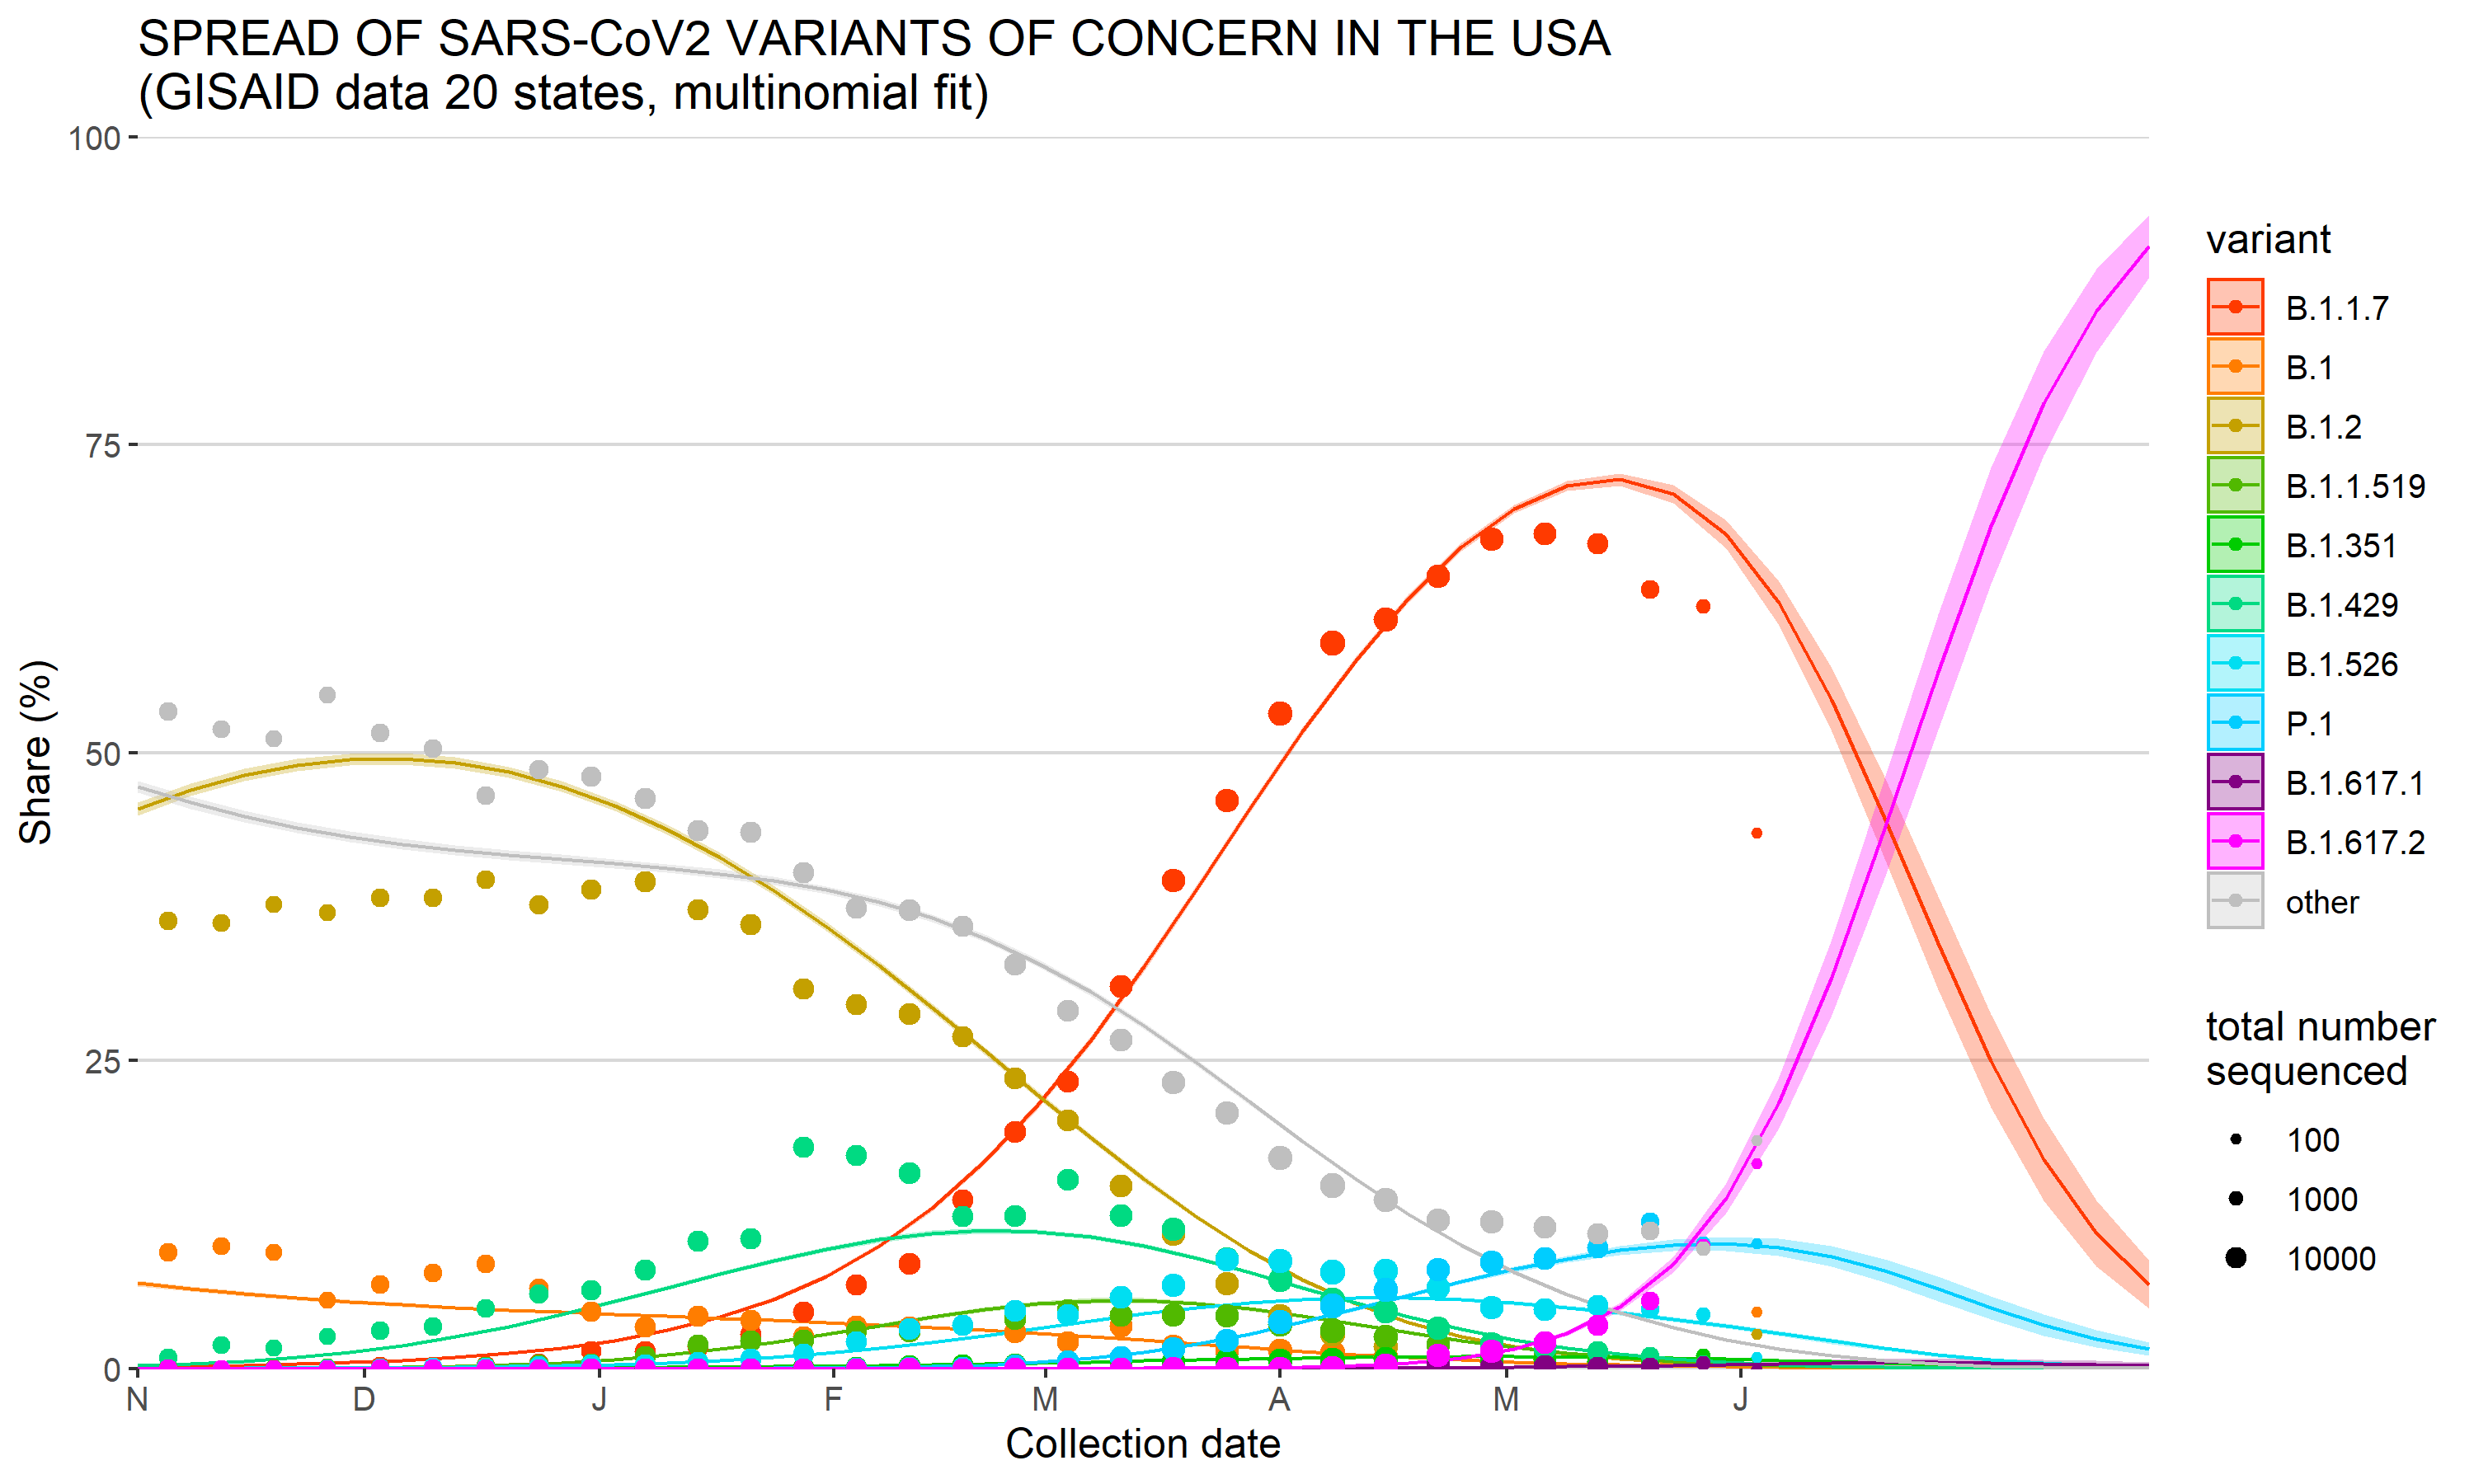 SPREAD OF SARS-CoV2 VARIANTS OF CONCERN IN THE USA
(GISAID data 20 states, multinomial fit)
100
75
50
25
0
Share (%)
N D J F M A M J
Collection date
variant
B.1.1.7
B.1
B.1.2
B.1.1.519
B.1.351
B.1.429
B.1.526
P.1
B.1.617.1
B.1.617.2
other
total number
sequenced
100
1000
10000